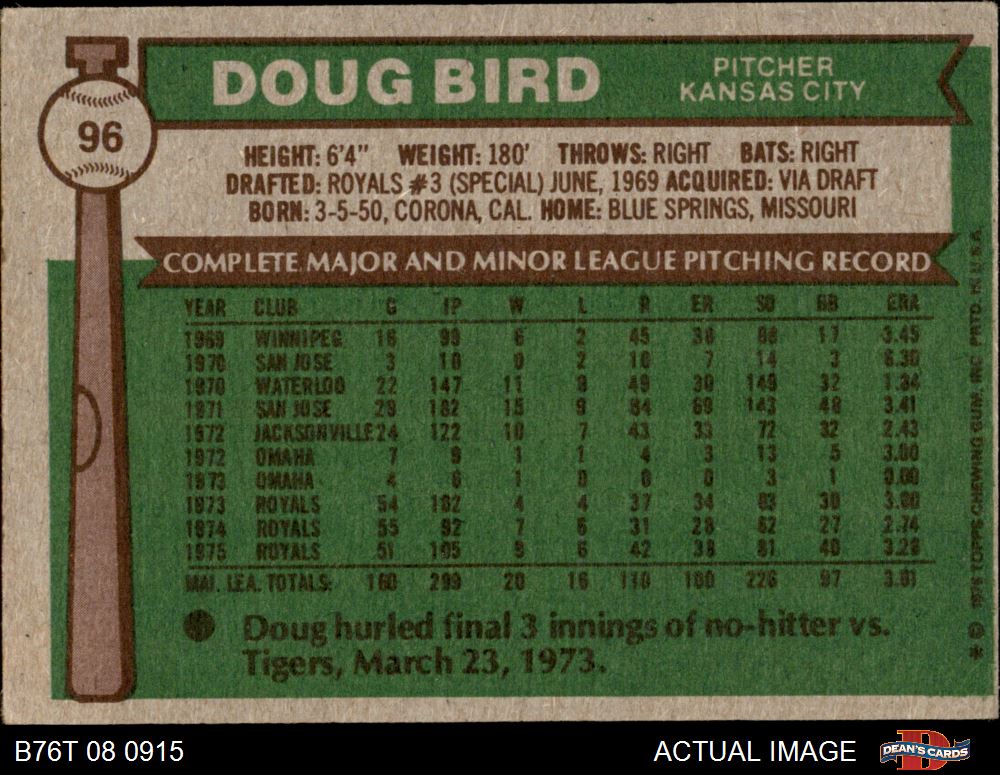 96
DOUG BIRD
PITCHER
KANSAS CITY
HEIGHT: 6'4" WEIGHT: 180' THROWS: RIGHT BATS: RIGHT
DRAFTED: ROYALS #3 (SPECIAL) JUNE, 1969 ACQUIRED: VIA DRAFT
BORN: 3-5-50, CORONA, CAL. HOME: BLUE SPRINGS, MISSOURI
COMPLETE MAJOR AND MINOR LEAGUE PITCHING RECORD
YEAR CLUB G IP W L R ER SO BB ERA
1969 WINNIPEG 16 99 6 2 45 38 17 3.45
1970 SAN JOSE 3 10 0 2 10 7 14 3 6.30
1970 WATERLOO 22 147 11 49 30 149 32 1.84
1971 SAN JOSE 29 182 15 9 84 69 143 48 3.41
1972 JACKSONVILLE 24 122 10 7 43 33 72 32 2.43
1972 OMAHA 7 9 1 1 4 3 13 5 3.00
1973 OMAHA 4 6 1 0 0 0 3 1 0.00
1973 ROYALS 54 102 4 4 37 34 83 30 3.00
1974 ROYALS 55 92 7 6 31 28 62 27 2.74
1975 ROYALS 51 105 9 6 42 38 81 40 3.26
MAJ. LEA. TOTALS: 160 299 20 16 110 100 226 97 3.01
Doug hurled final 3 innings of no-hitter vs.
Tigers, March 23, 1973.
* © 1976 TOPPS CHEWING GUM, INC. PRTD. IN U.S.A.
B76T 08 0915
ACTUAL IMAGE
DEAN'S CARDS